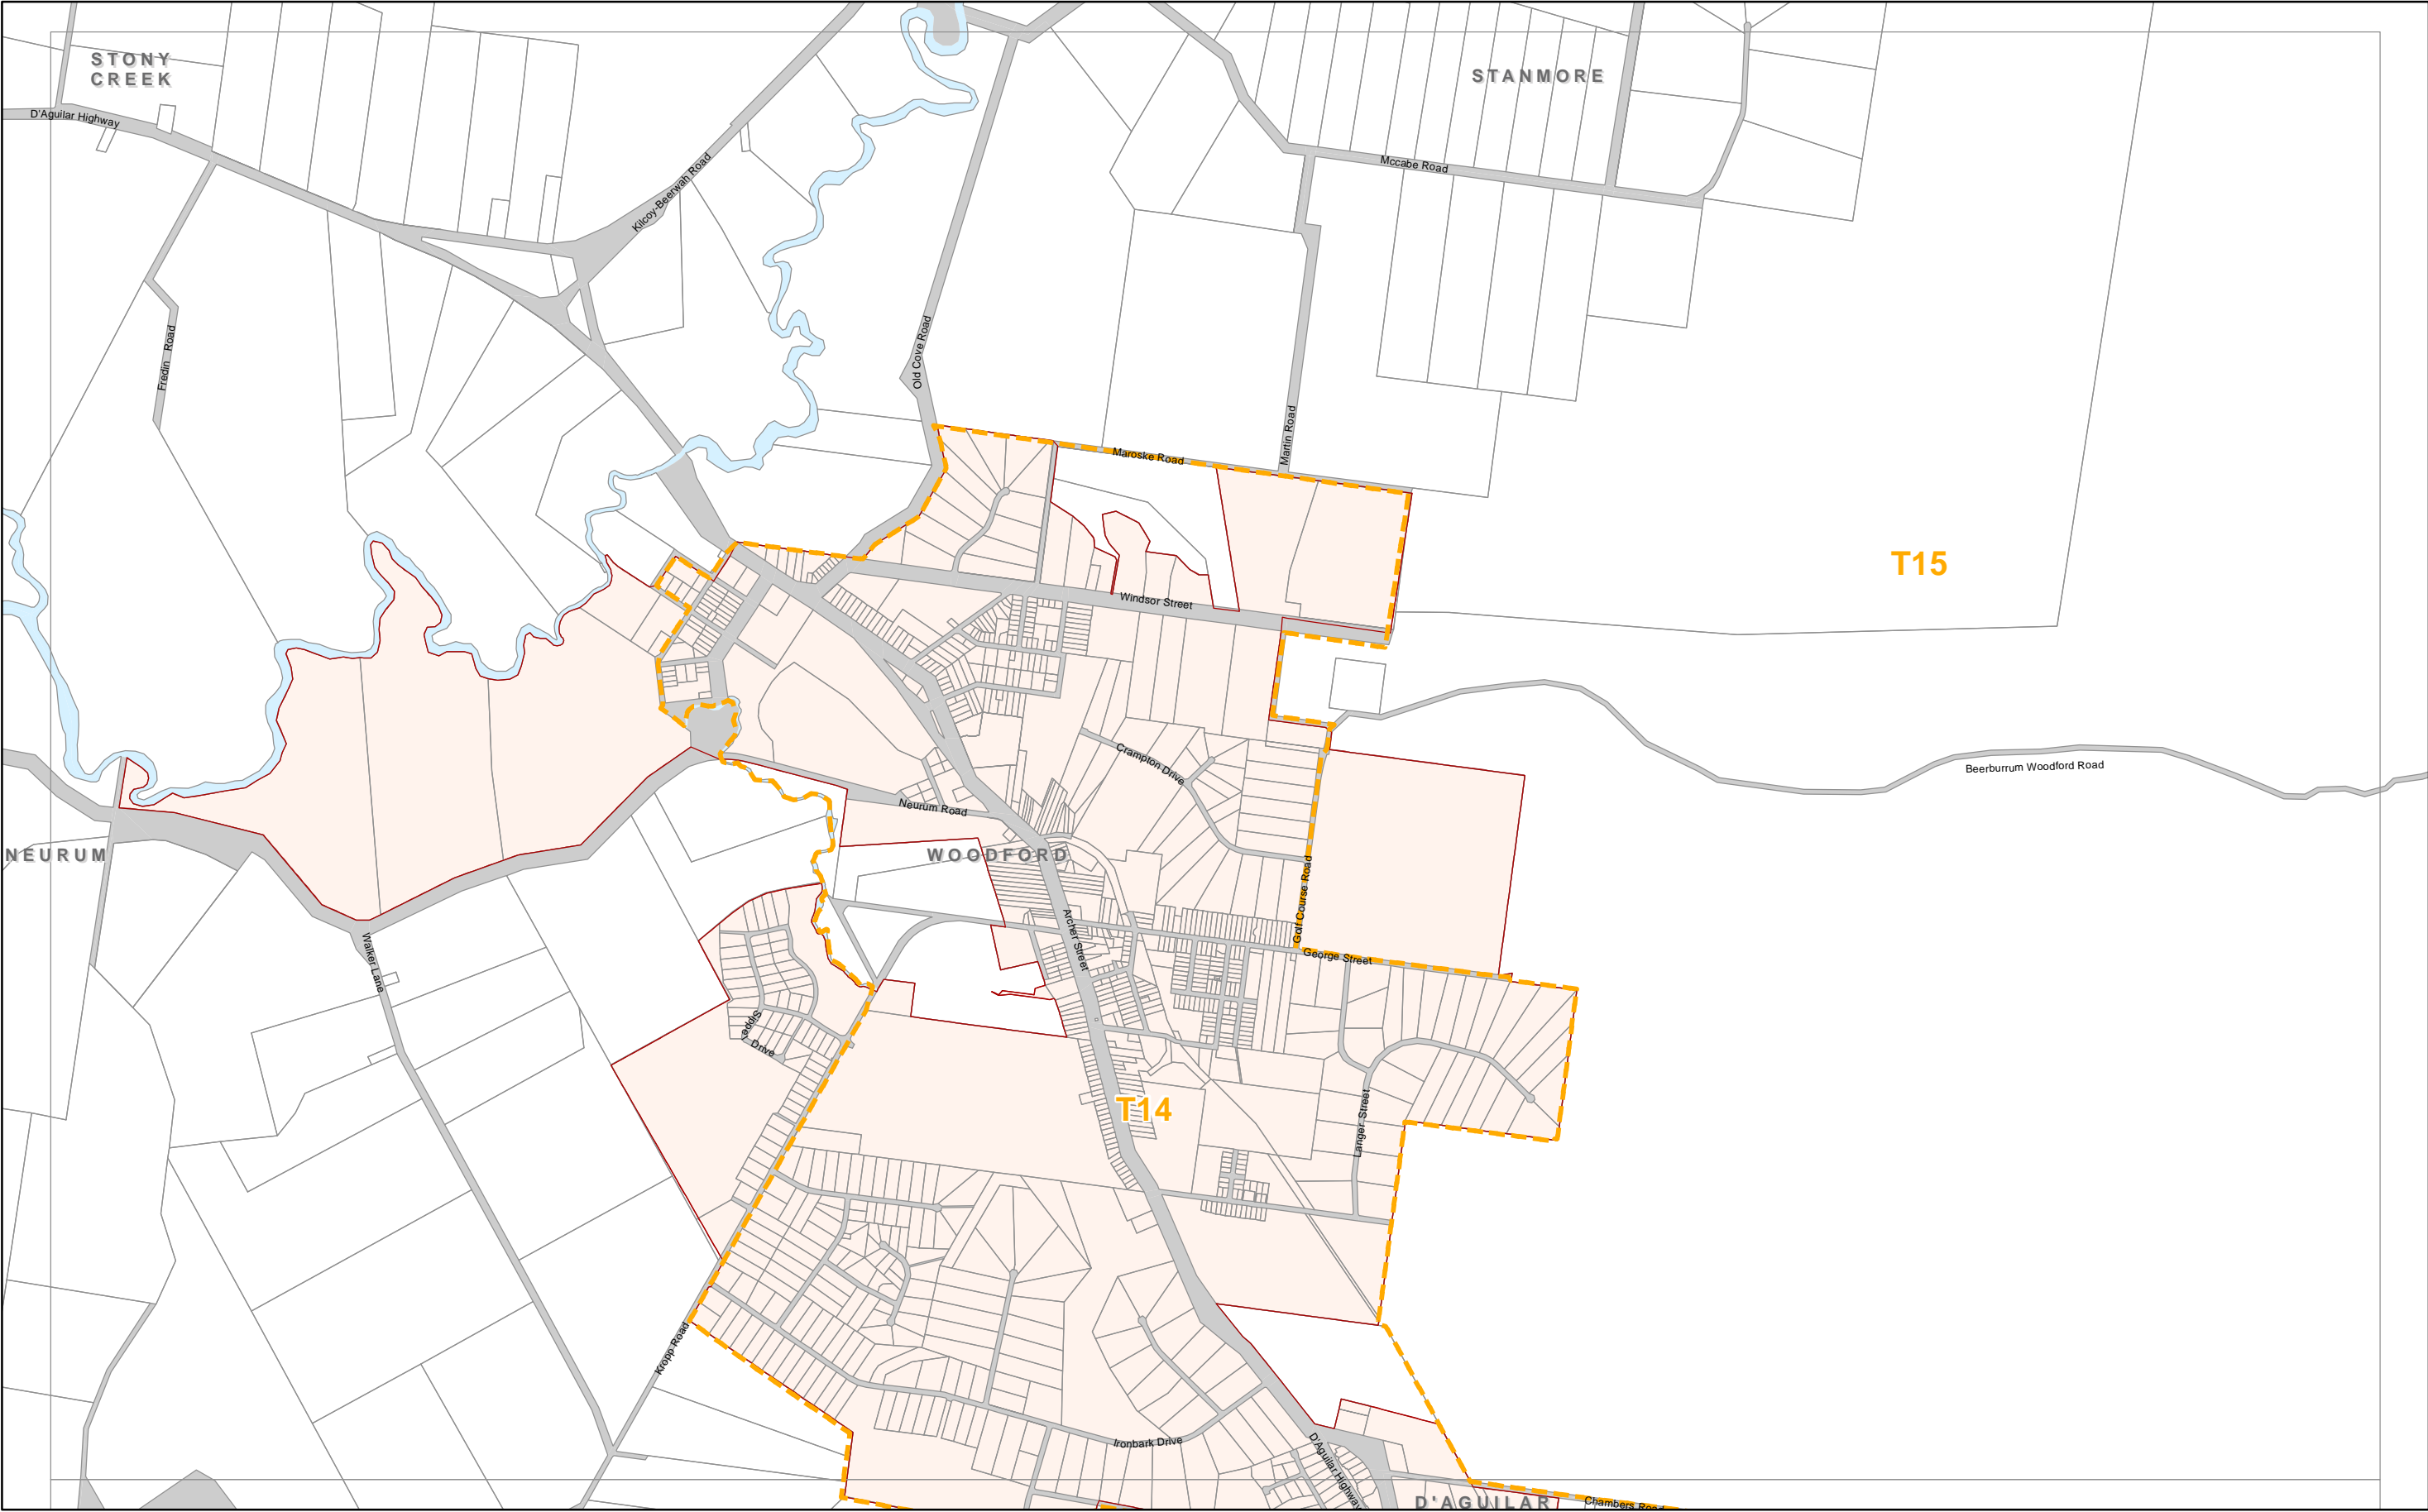 STONY
CREEK
STANMORE
D'Aguilar Highway
Mccabe Road
Kilcoy-Beerwah Road
Fredin Road
Old Cove Road
Martin Road
Maroske Road
T15
Windsor Street
Crampton Drive
Beerburrum Woodford Road
Neurum Road
NEURUM
WOODFORD
Golf Course Road
Archer Street
George Street
Walker Lane
Slipper
Drive
T14
Langer Street
Kropp Road
Ironbark Drive
D'Aguilar Highway
D'AGUILAR
Chambers Road